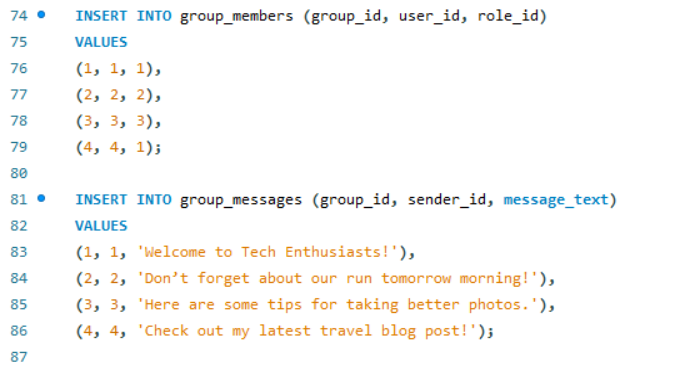 74 INSERT INTO group_members (group_id, user_id, role_id)
75 VALUES
76 (1, 1, 1),
77 (2, 2, 2),
78 (3, 3, 3),
79 (4, 4, 1);
80
81 INSERT INTO group_messages (group_id, sender_id, message_text)
82 VALUES
83 (1, 1, 'Welcome to Tech Enthusiasts!'),
84 (2, 2, 'Don’t forget about our run tomorrow morning!'),
85 (3, 3, 'Here are some tips for taking better photos.'),
86 (4, 4, 'Check out my latest travel blog post!');
87